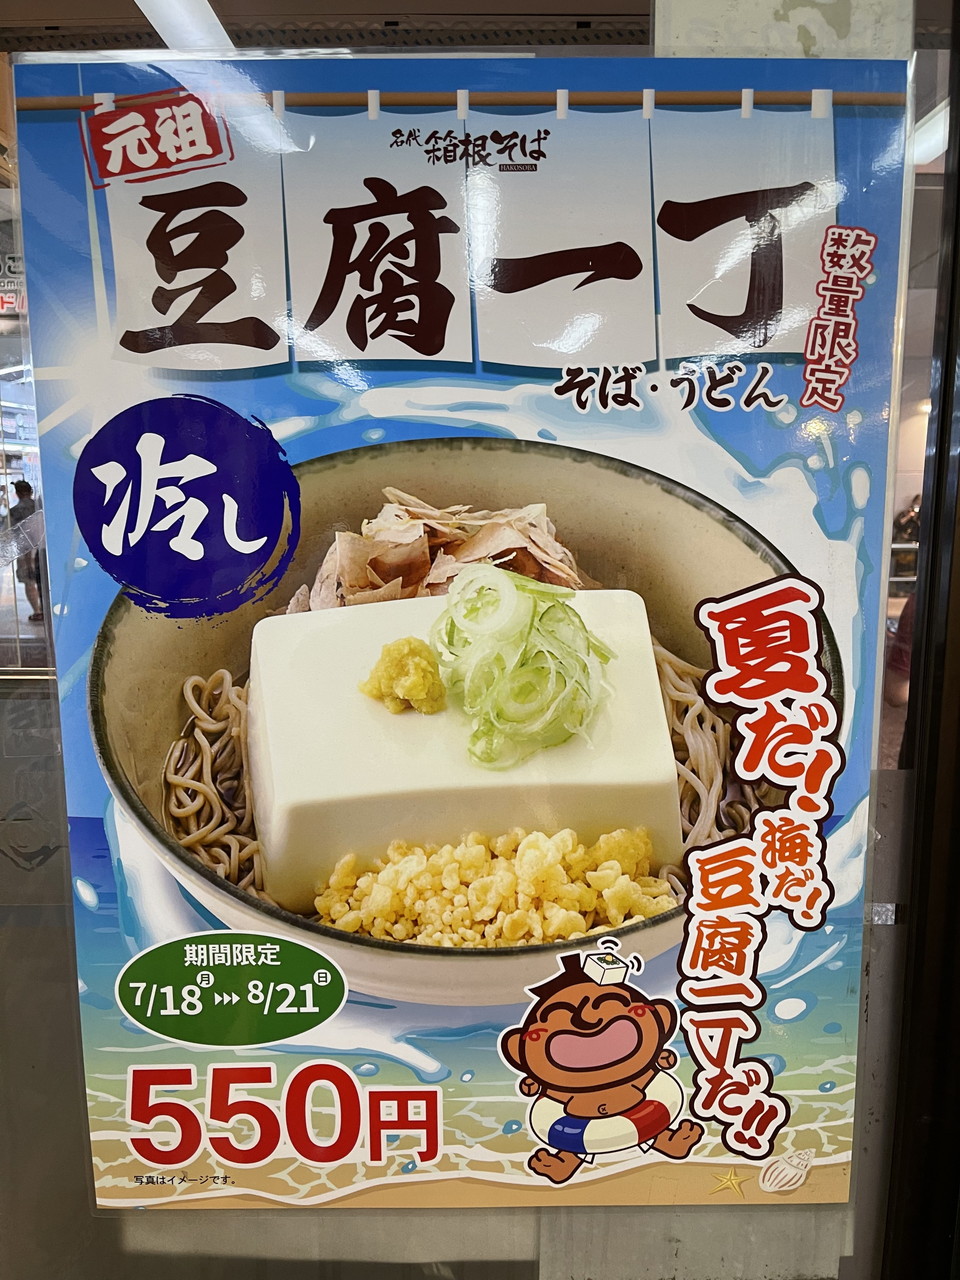 元祖
名代 箱根そば
HAKOSOBA
豆腐一丁
数量限定
そば・うどん
冷し
夏だ!
海だ!
豆腐一丁だ!!
期間限定
7/18月 8/21日
550円
写真はイメージです。